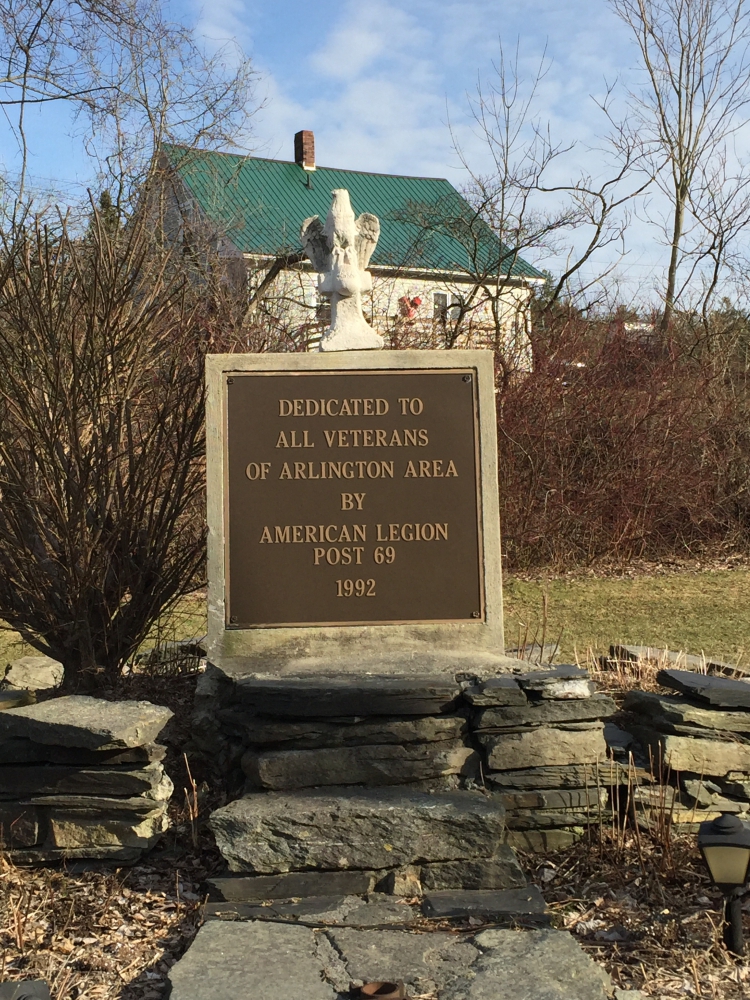 DEDICATED TO
ALL VETERANS
OF ARLINGTON AREA
BY
AMERICAN LEGION
POST 69
1992